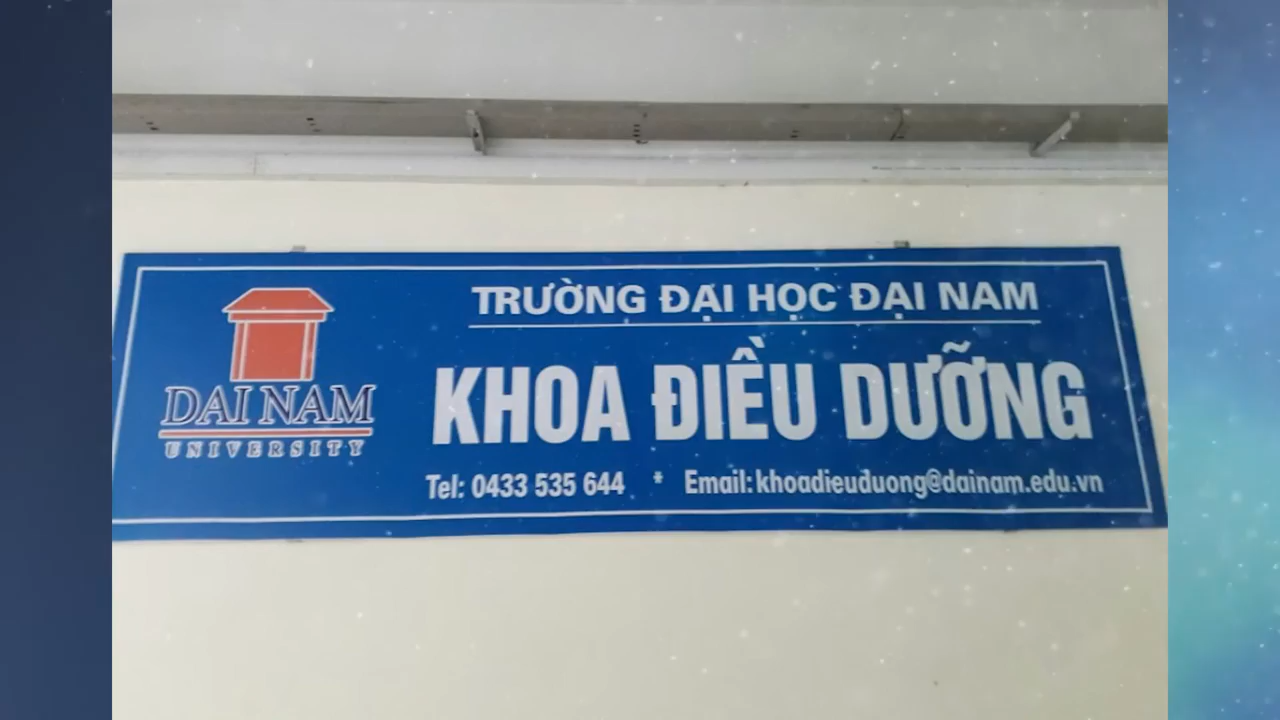 TRƯỜNG ĐẠI HỌC ĐẠI NAM
KHOA ĐIỀU DƯỠNG
DAI NAM
UNIVERSITY
Tel: 0433 535 644 * Email: khoadieuduong@dainam.edu.vn